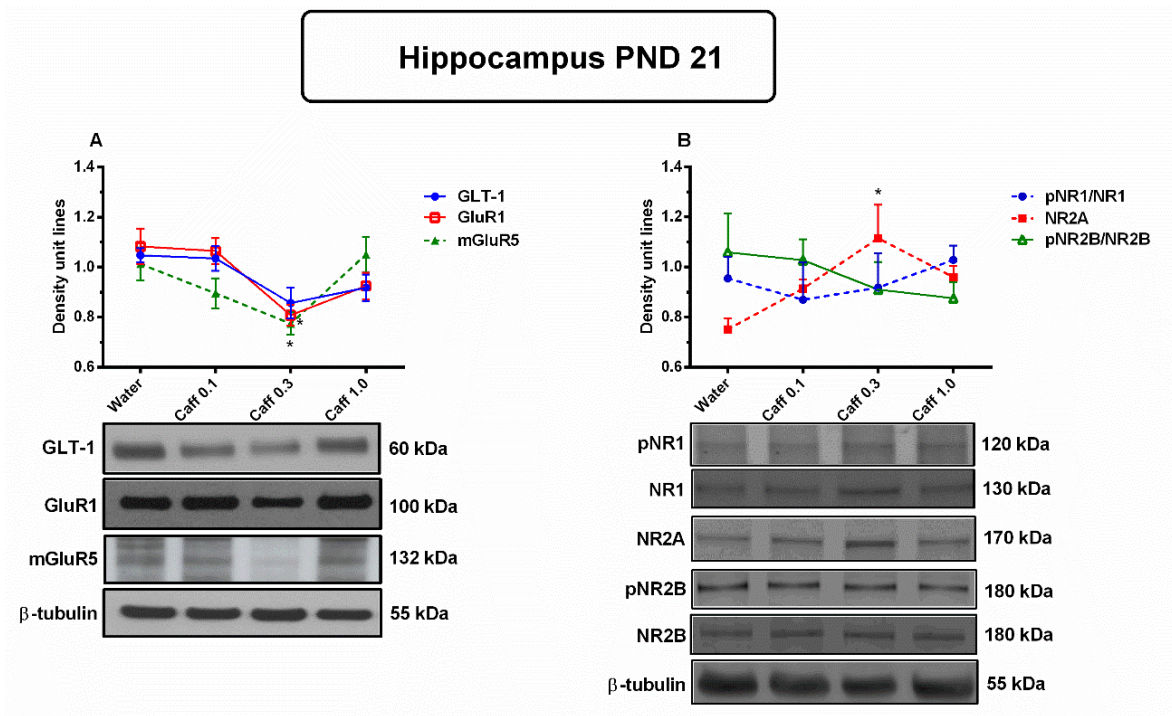 Hippocampus PND 21
A
1.4
1.2
1.0
0.8
0.6
Density unit lines
*
*
Water
Caff 0.1
Caff 0.3
Caff 1.0
GLT-1
GluR1
mGluR5
GLT-1 60 kDa
GluR1 100 kDa
mGluR5 132 kDa
β-tubulin 55 kDa
B
1.4
1.2
1.0
0.8
0.6
Density unit lines
*
Water
Caff 0.1
Caff 0.3
Caff 1.0
pNR1/NR1
NR2A
pNR2B/NR2B
pNR1 120 kDa
NR1 130 kDa
NR2A 170 kDa
pNR2B 180 kDa
NR2B 180 kDa
β-tubulin 55 kDa